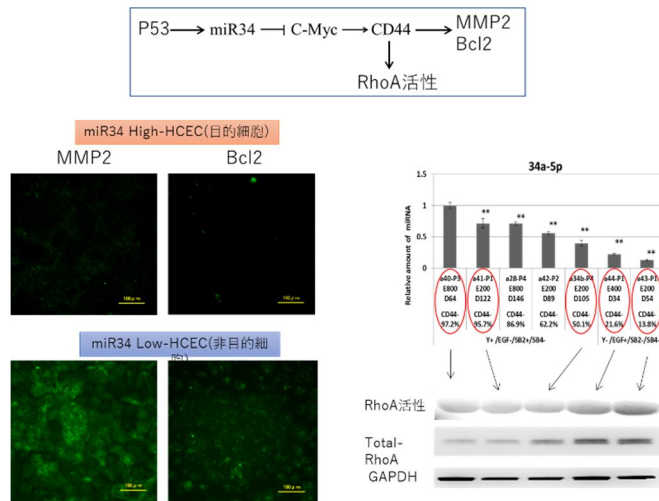 P53 miR34 C-Myc CD44 MMP2
Bcl2
RhoA活性
miR34 High-HCEC(目的細胞)
MMP2 Bcl2
100μm 100μm
miR34 Low-HCEC(非目的細
胞)
100μm 100μm
34a-5p
Relative amount of miRNA
1.5
1
0.5
0
** ** ** ** ** **
a40-P3 a41-P1 a28-P4 a42-P2 a34b-P4 a44-P1 a43-P1
E800 E200 E800 E200 E200 E400 E200
D64 D122 D146 D89 D105 D34 D54
CD44- CD44- CD44- CD44- CD44- CD44- CD44-
97.2% 95.7% 86.9% 62.2% 50.1% 21.6% 13.8%
Y+ /EGF-/SB2+/SB4- Y- /EGF+/SB2-/SB4-
RhoA活性
Total-
RhoA
GAPDH